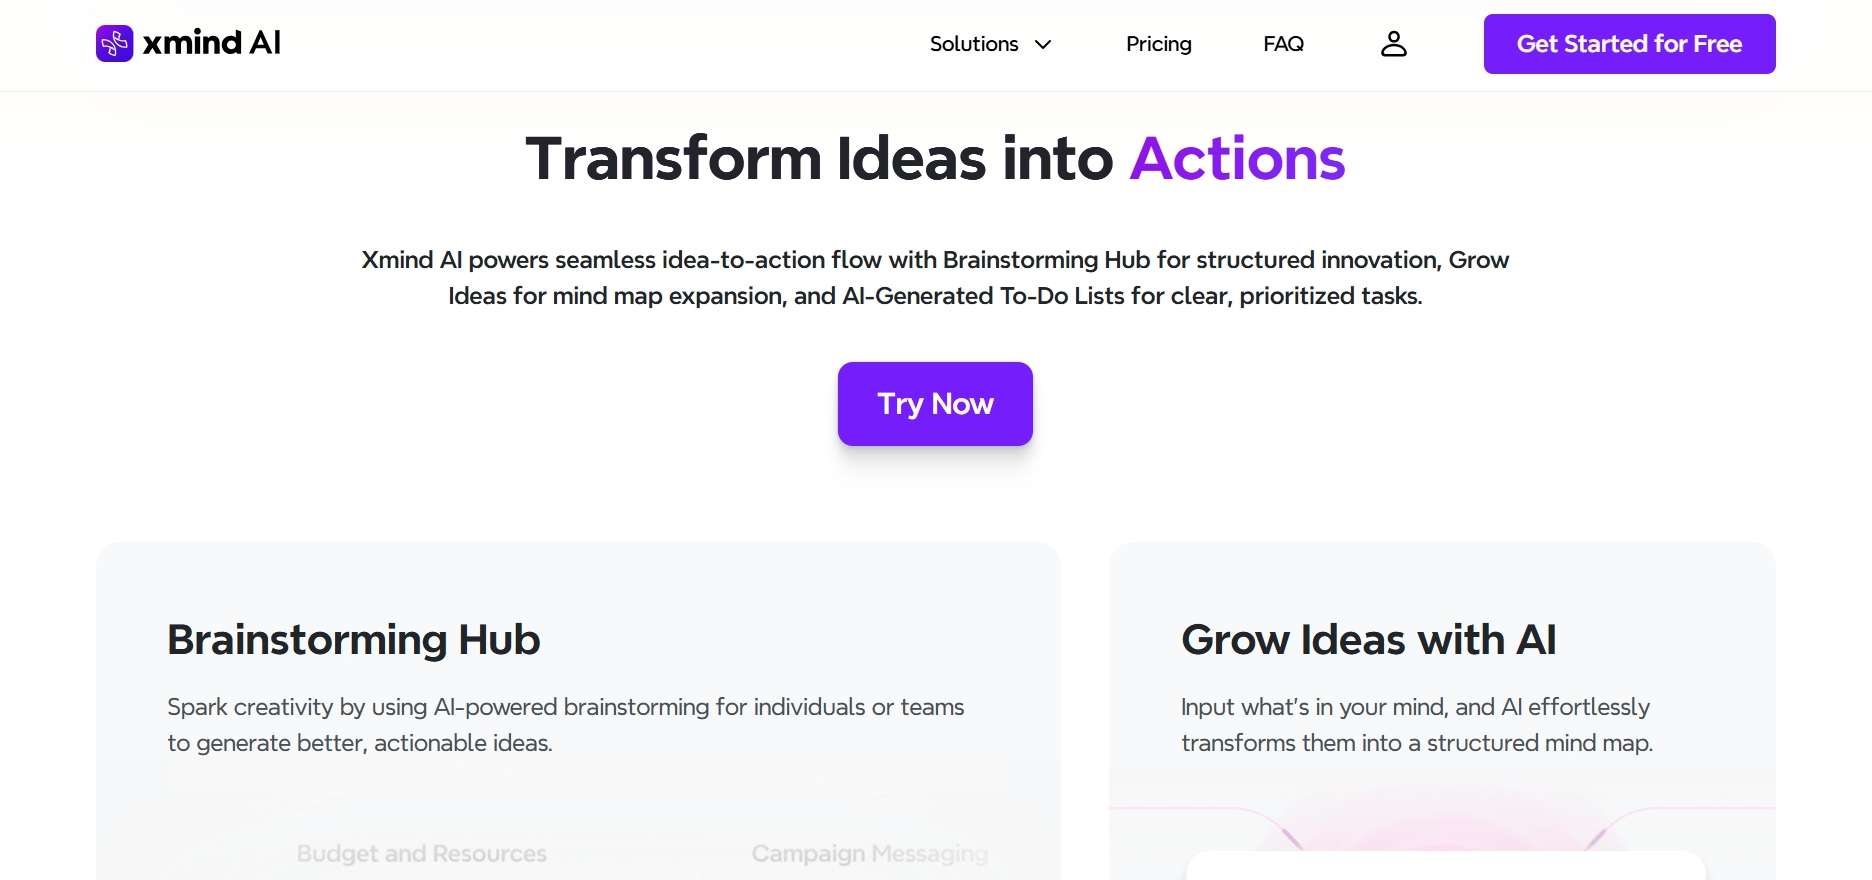 xmind AI
Solutions
Pricing
FAQ
Get Started for Free
Transform Ideas into Actions
Xmind AI powers seamless idea-to-action flow with Brainstorming Hub for structured innovation, Grow
Ideas for mind map expansion, and AI-Generated To-Do Lists for clear, prioritized tasks.
Try Now
Brainstorming Hub
Spark creativity by using AI-powered brainstorming for individuals or teams
to generate better, actionable ideas.
Budget and Resources
Campaign Messaging
Grow Ideas with AI
Input what's in your mind, and AI effortlessly
transforms them into a structured mind map.